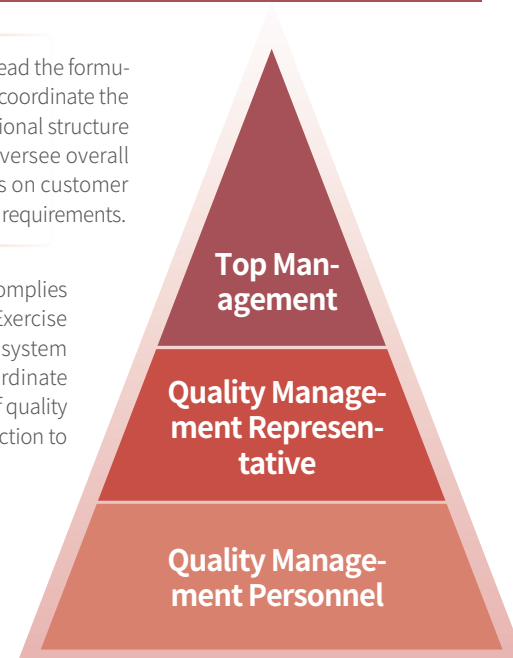 ead the formu-
coordinate the
ional structure
versee overall
s on customer
requirements.
omplies
Exercise
system
rdinate
f quality
ction to
Top Man-
agement
Quality Manage-
ment Represen-
tative
Quality Manage-
ment Personnel